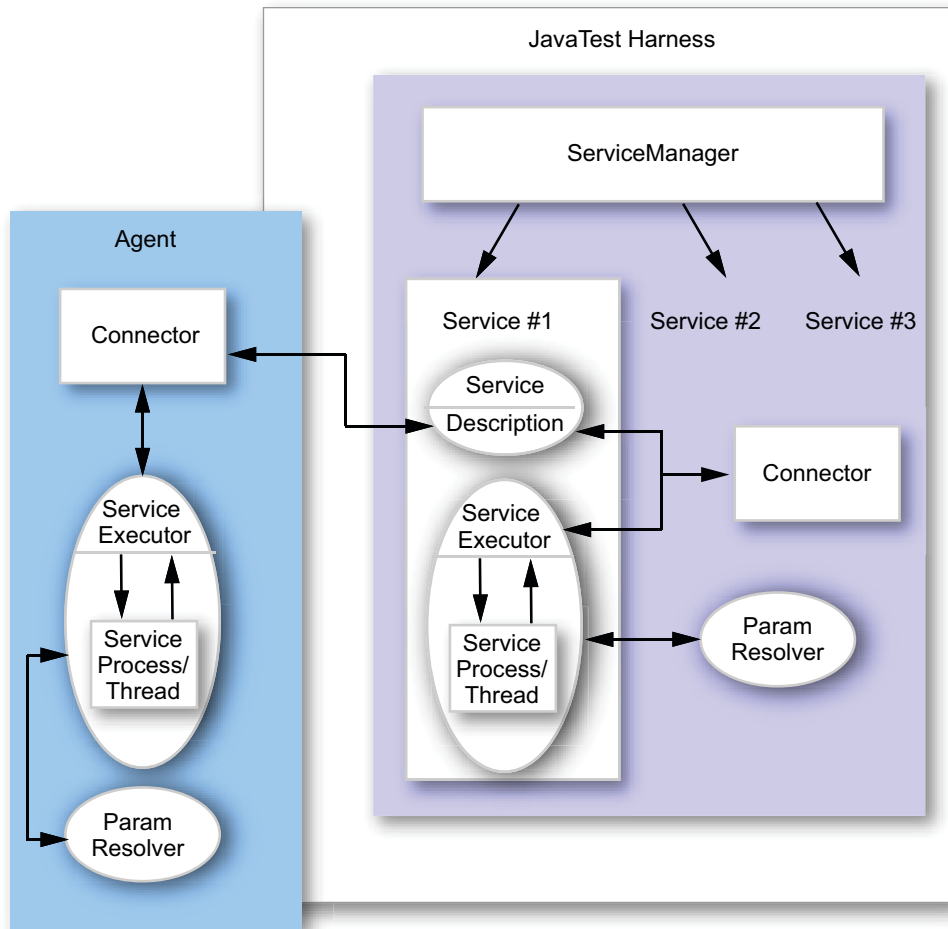 JavaTest Harness
ServiceManager
Agent
Connector
Service #1
Service #2
Service #3
Service
Description
Connector
Service
Executor
Service
Process/
Thread
Service
Executor
Service
Process/
Thread
Param
Resolver
Param
Resolver